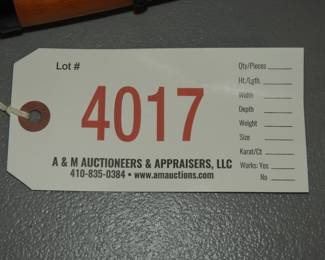 Lot #
4017
Qty/Pieces
Ht./Lgth.
Width
Depth
Weight
Size
Karat/Ct
Works: Yes
No
A & M AUCTIONEERS & APPRAISERS, LLC
410-835-0384 • www.amauctions.com